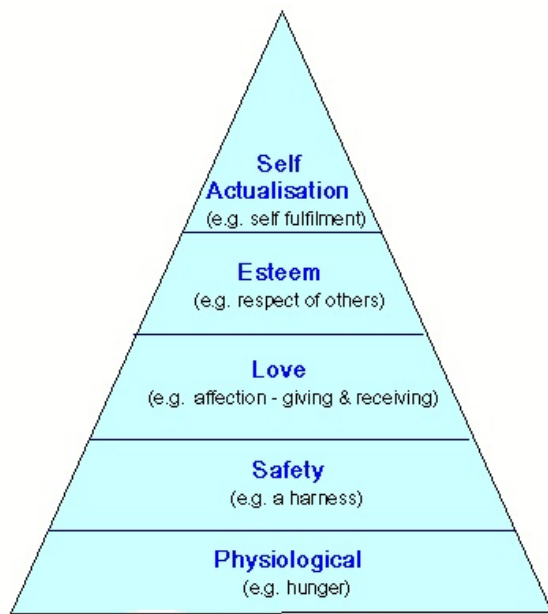 Self
Actualisation
(e.g. self fulfilment)
Esteem
(e.g. respect of others)
Love
(e.g. affection - giving & receiving)
Safety
(e.g. a harness)
Physiological
(e.g. hunger)